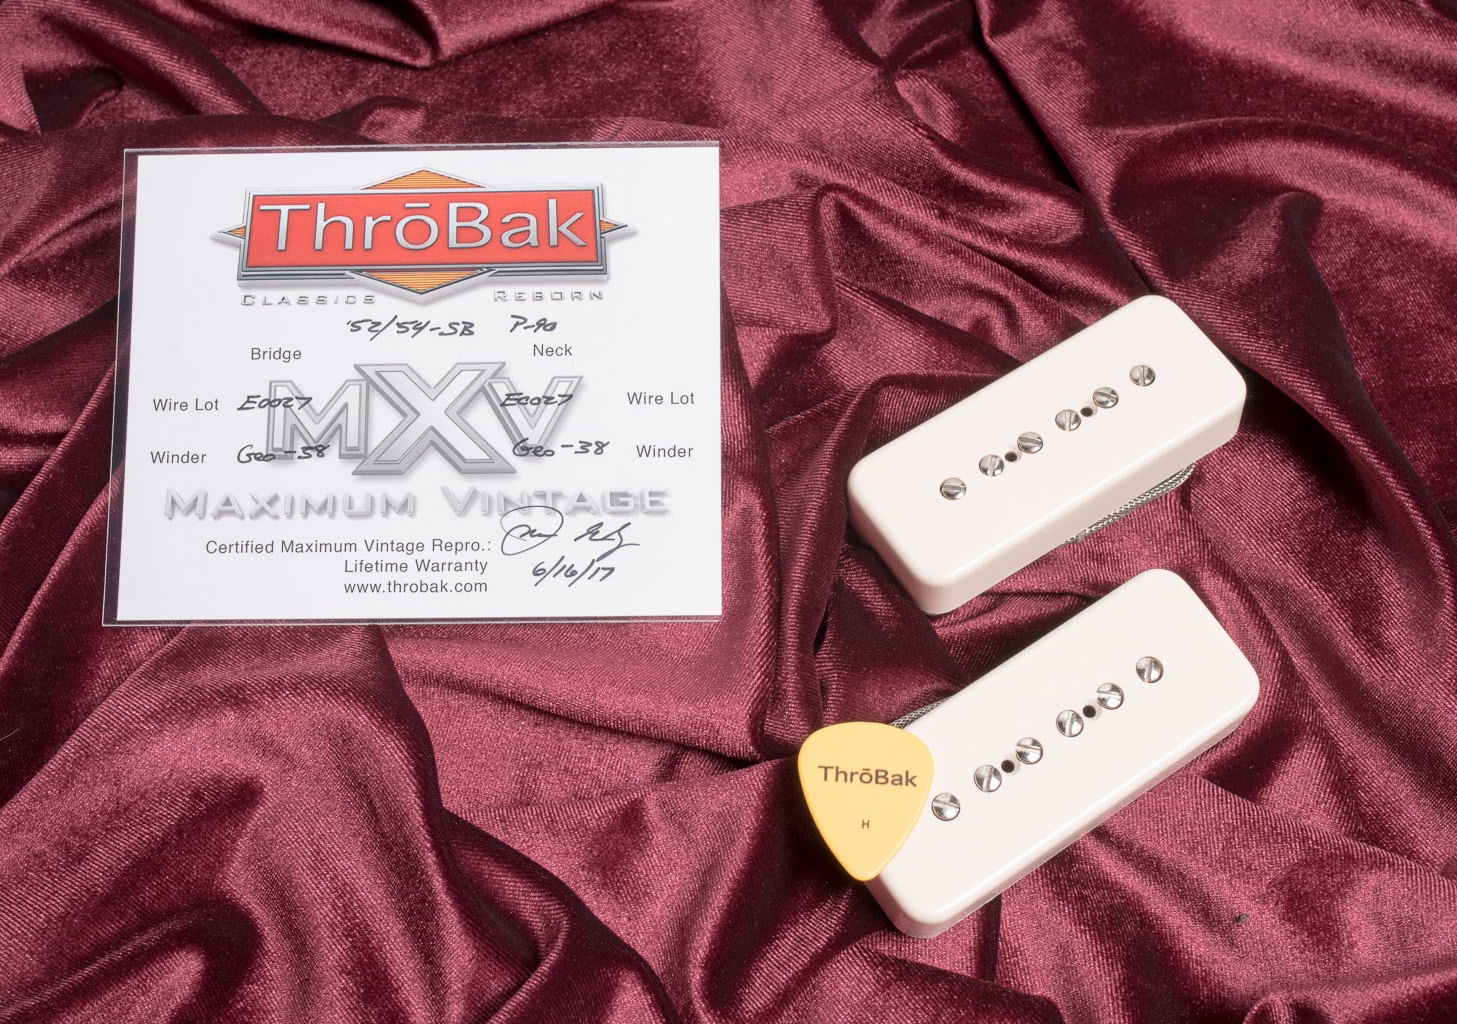 ThrōBak
CLASSICS REBORN
'52/54-SB P-90
Bridge Neck
MXV
Wire Lot E0027 E0027 Wire Lot
Winder Geo-38 Geo-38 Winder
MAXIMUM VINTAGE
Certified Maximum Vintage Repro.:
Lifetime Warranty 6/16/17
www.throbak.com
ThrōBak
H